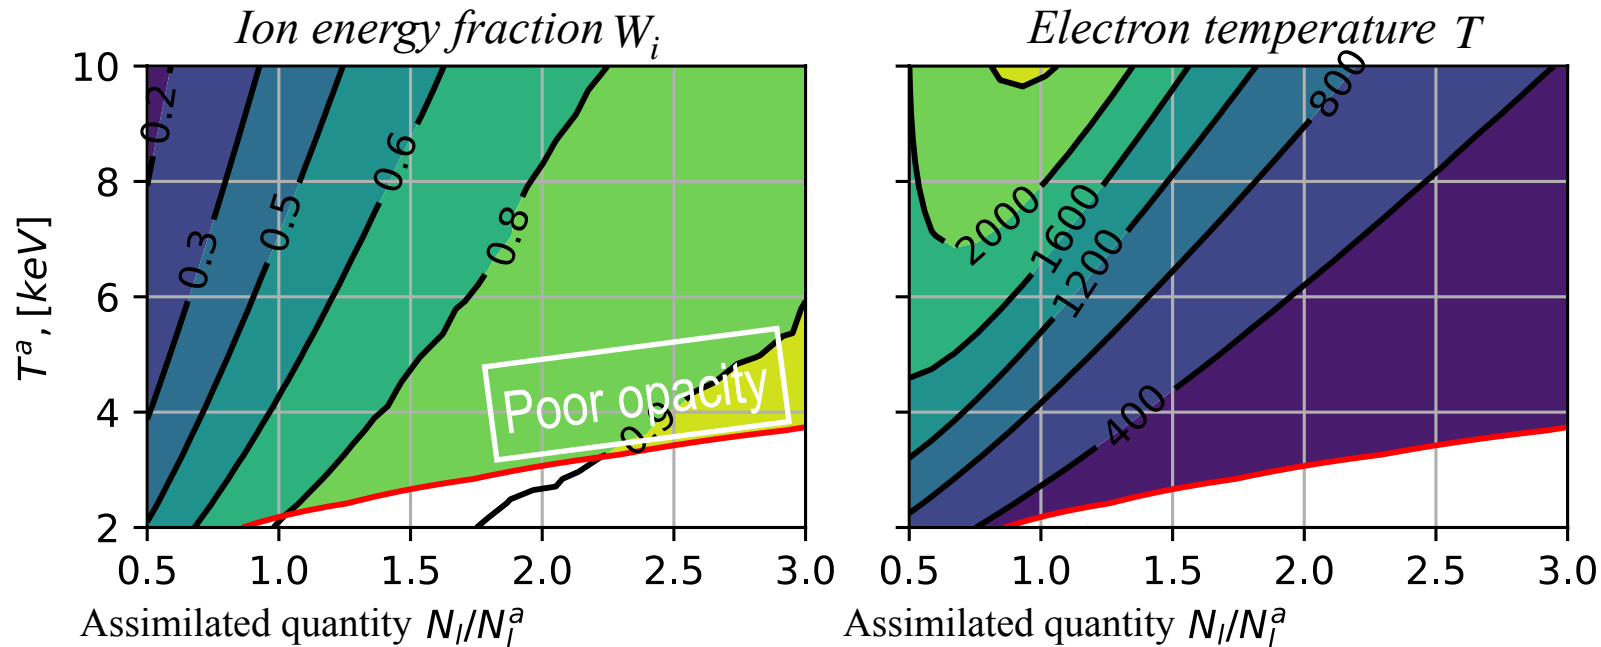 Ion energy fraction W_i
Electron temperature T
10
8
6
4
2
T^a, [keV]
0.2
0.3
0.5
0.6
0.8
0.9
Poor opacity
2000
1600
1200
800
400
0.5 1.0 1.5 2.0 2.5 3.0
0.5 1.0 1.5 2.0 2.5 3.0
Assimilated quantity N_l/N_l^a
Assimilated quantity N_l/N_l^a